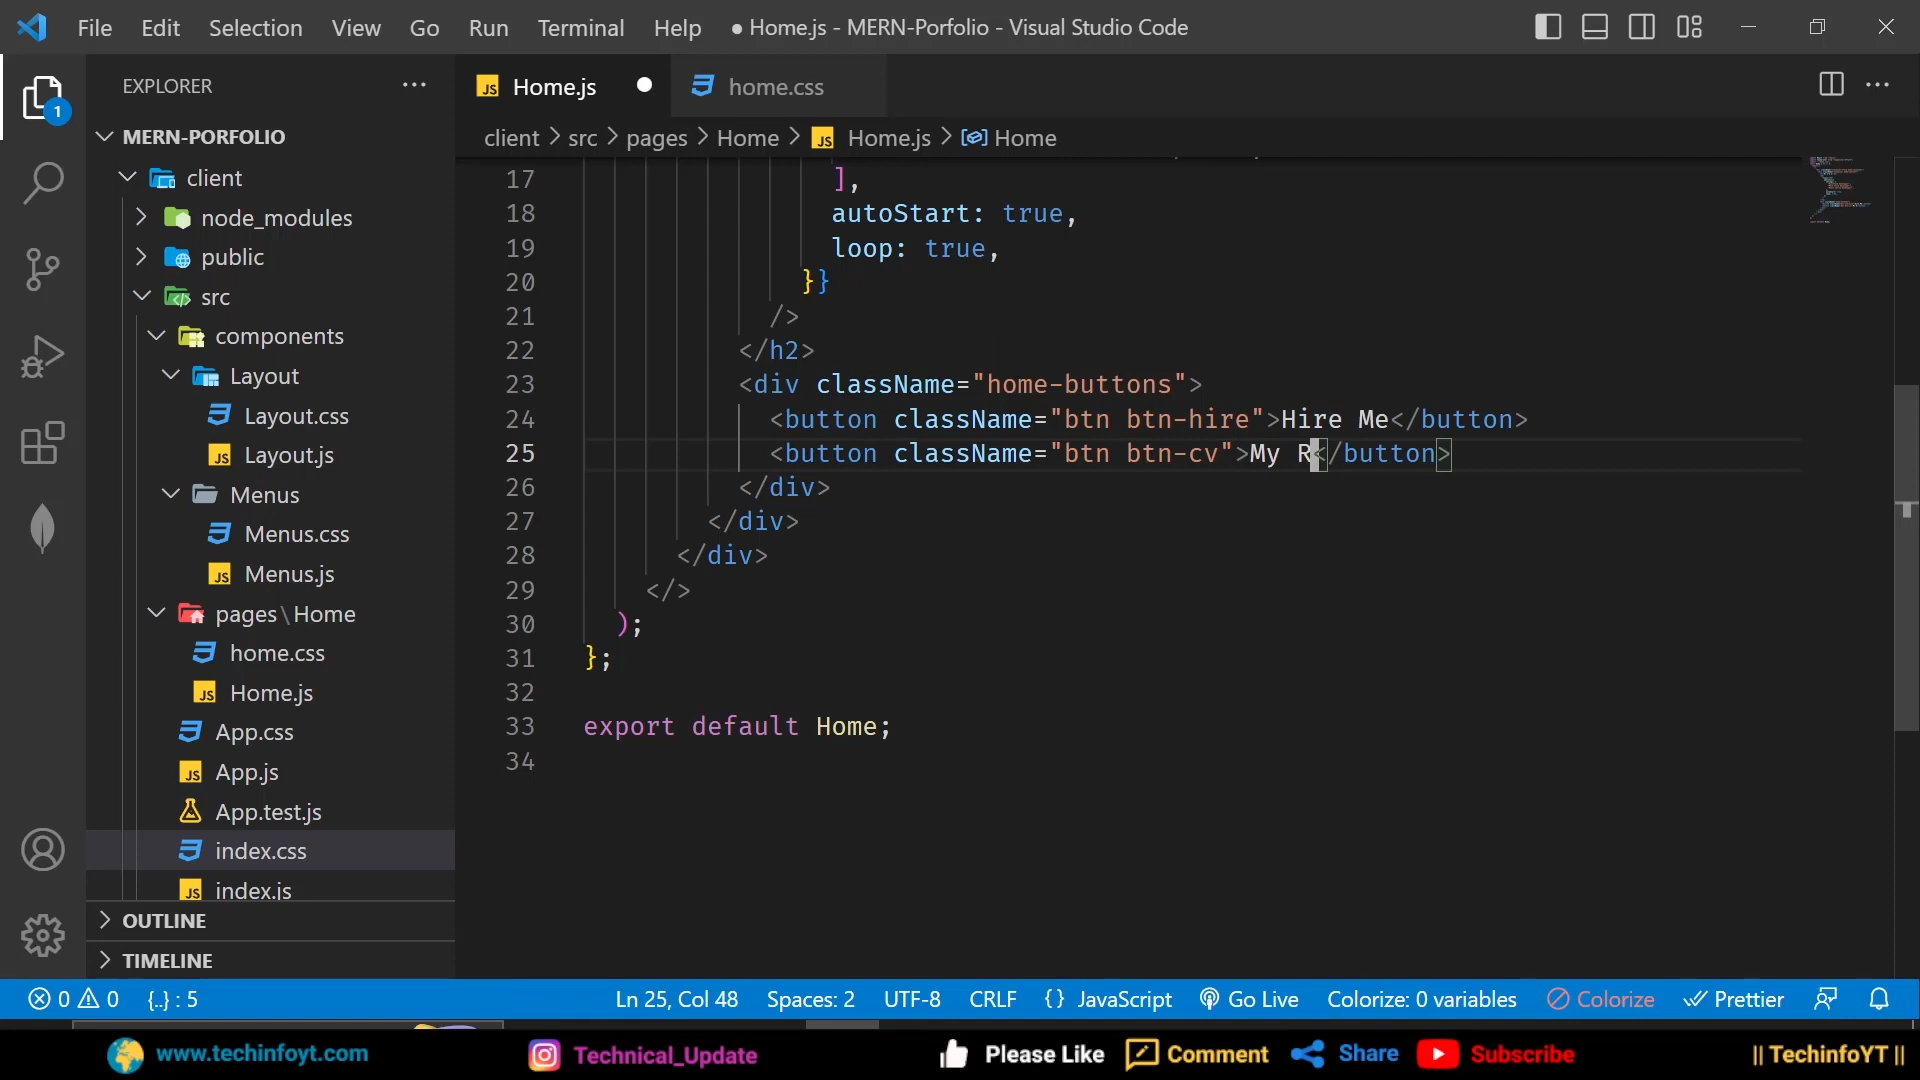 File Edit Selection View Go Run Terminal Help ● Home.js - MERN-Porfolio - Visual Studio Code
EXPLORER
1
MERN-PORFOLIO
client
node_modules
public
src
components
Layout
Layout.css
Layout.js
Menus
Menus.css
Menus.js
pages\Home
home.css
Home.js
App.css
App.js
App.test.js
index.css
index.js
OUTLINE
TIMELINE
Home.js home.css
client > src > pages > Home > Home.js > Home
17 ],
18 autoStart: true,
19 loop: true,
20 }}
21 />
22 </h2>
23 <div className="home-buttons">
24 <button className="btn btn-hire">Hire Me</button>
25 <button className="btn btn-cv">My R</button>
26 </div>
27 </div>
28 </div>
29 </>
30 );
31 };
32
33 export default Home;
34
0 0 {..} : 5 Ln 25, Col 48 Spaces: 2 UTF-8 CRLF {} JavaScript Go Live Colorize: 0 variables Colorize Prettier
www.techinfoyt.com Technical_Update Please Like Comment Share Subscribe || TechinfoYT ||